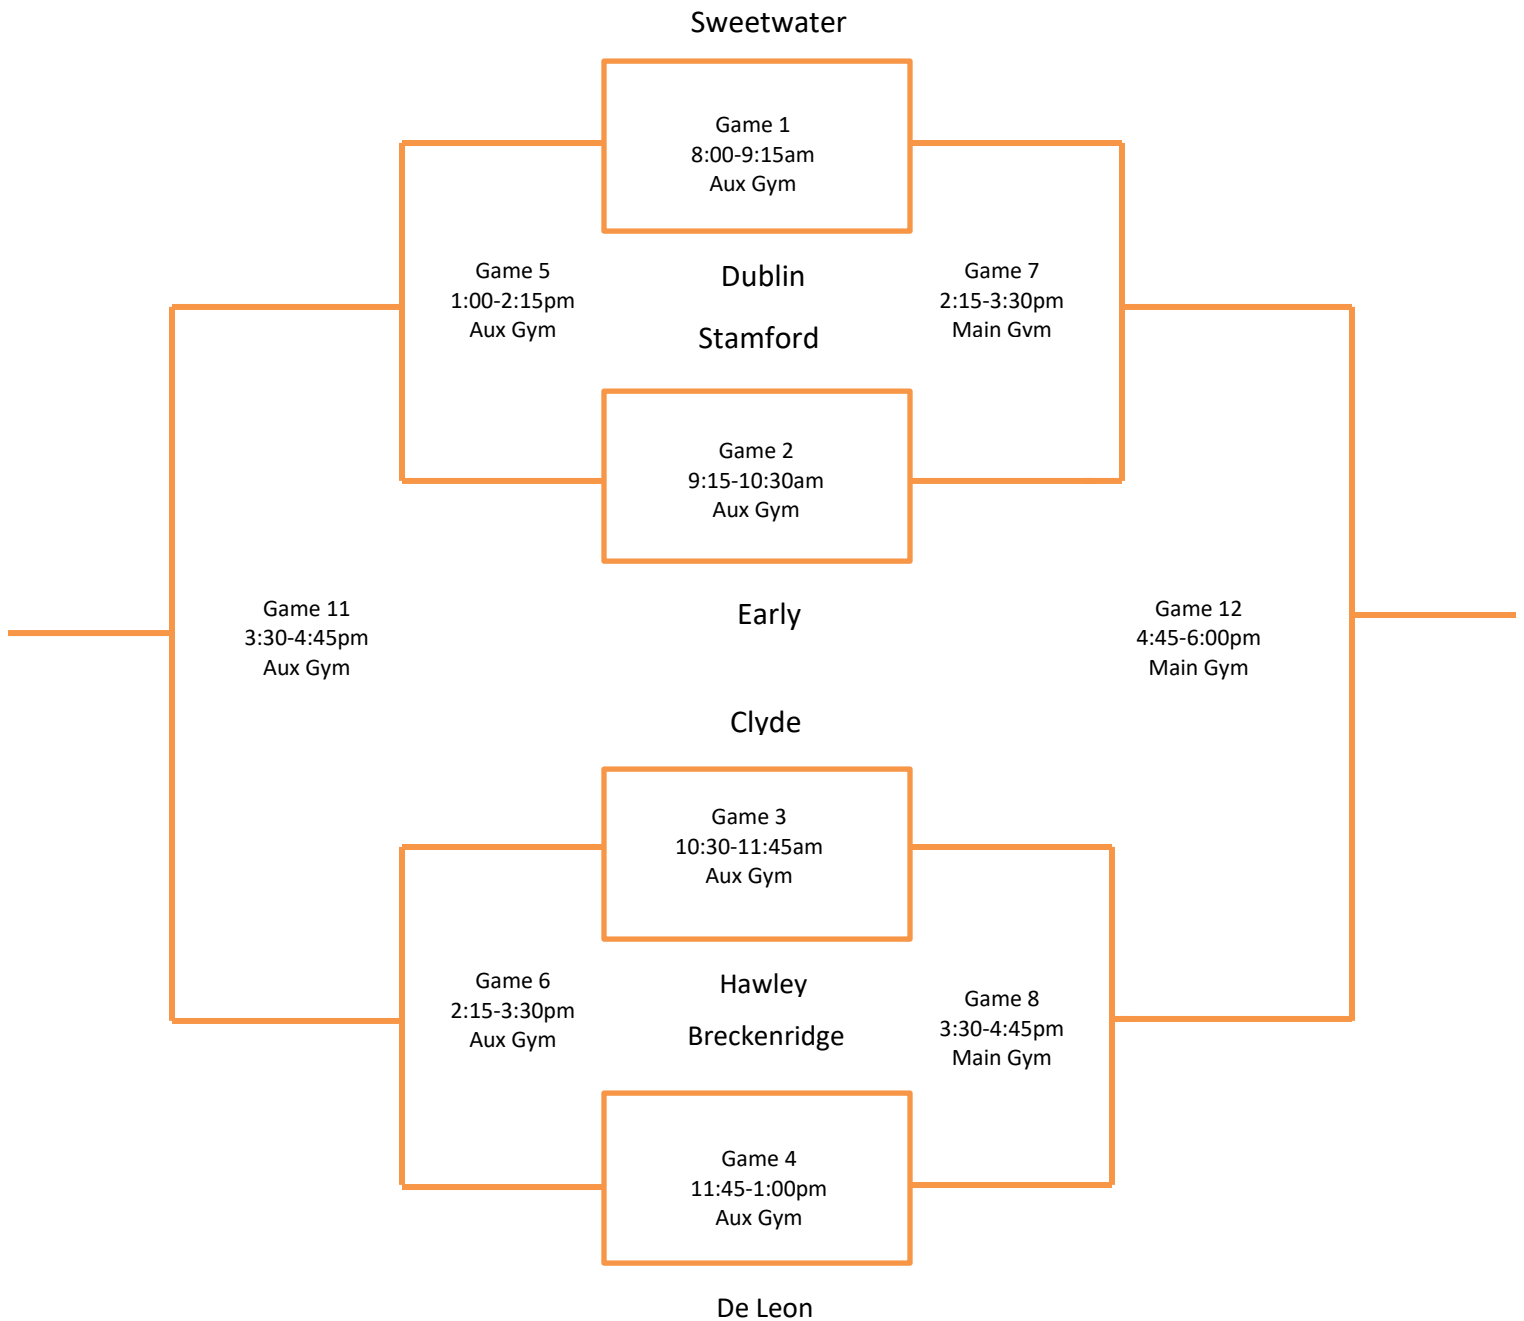 Sweetwater
Game 1
8:00-9:15am
Aux Gym
Game 5
1:00-2:15pm
Aux Gym
Dublin
Stamford
Game 7
2:15-3:30pm
Main Gym
Game 2
9:15-10:30am
Aux Gym
Early
Game 11
3:30-4:45pm
Aux Gym
Game 12
4:45-6:00pm
Main Gym
Clyde
Game 3
10:30-11:45am
Aux Gym
Game 6
2:15-3:30pm
Aux Gym
Hawley
Breckenridge
Game 8
3:30-4:45pm
Main Gym
Game 4
11:45-1:00pm
Aux Gym
De Leon